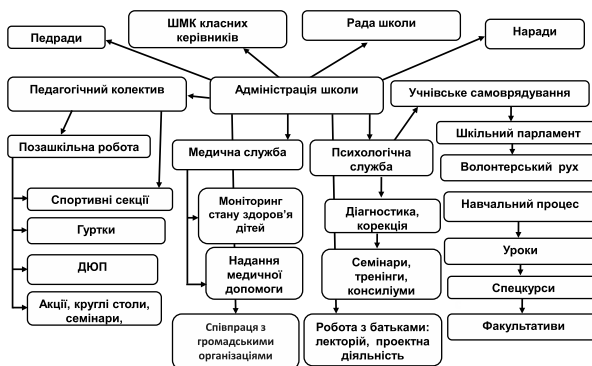 Педради
ШМК класних
керівників
Рада школи
Наради
Педагогічний колектив
Адміністрація школи
Учнівське самоврядування
Шкільний парламент
Позашкільна робота
Медична служба
Психологічна
служба
Волонтерський рух
Спортивні секції
Моніторинг
стану здоров'я
дітей
Діагностика,
корекція
Навчальний процес
Гуртки
Уроки
ДЮП
Надання
медичної
допомоги
Семінари,
тренінги,
консиліуми
Спецкурси
Акції, круглі столи,
семінари,
Співпраця з
громадськими
організаціями
Робота з батьками:
лекторій, проектна
діяльність
Факультативи